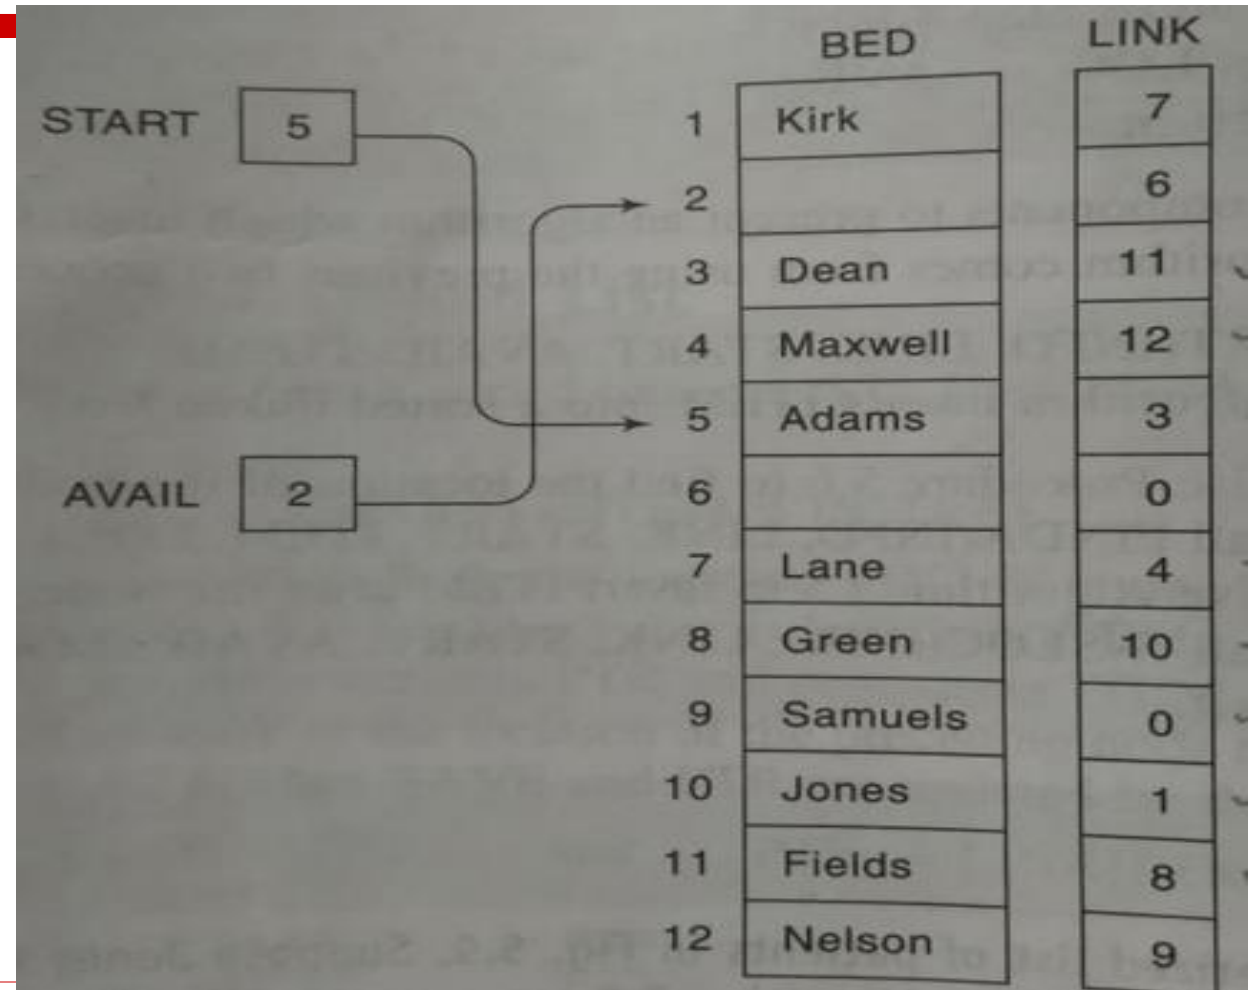 BED LINK
START 5
1 Kirk 7
2 6
3 Dean 11
4 Maxwell 12
5 Adams 3
AVAIL 2
6 0
7 Lane 4
8 Green 10
9 Samuels 0
10 Jones 1
11 Fields 8
12 Nelson 9